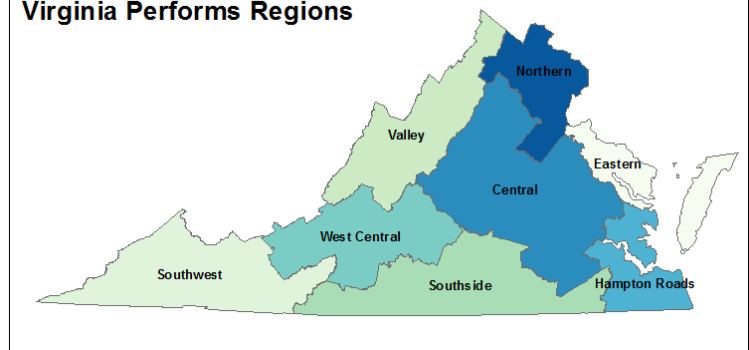 Virginia Performs Regions
Northern
Valley
Eastern
Central
West Central
Southwest
Southside
Hampton Roads